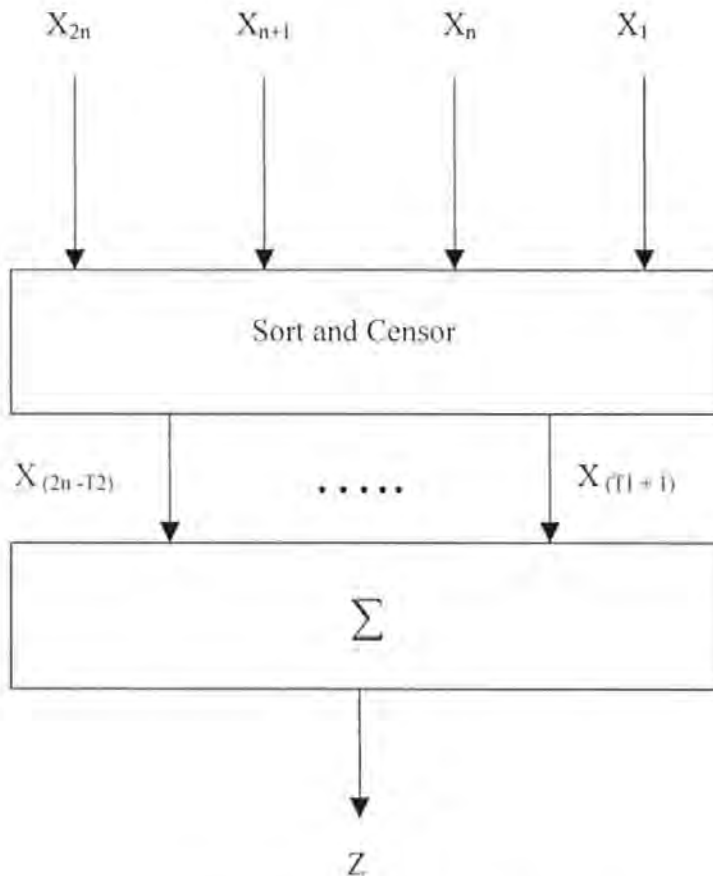 X₂ₙ Xₙ₊₁ Xₙ X₁
Sort and Censor
X (2n -T2) ..... X (T1 + 1)
Σ
Z